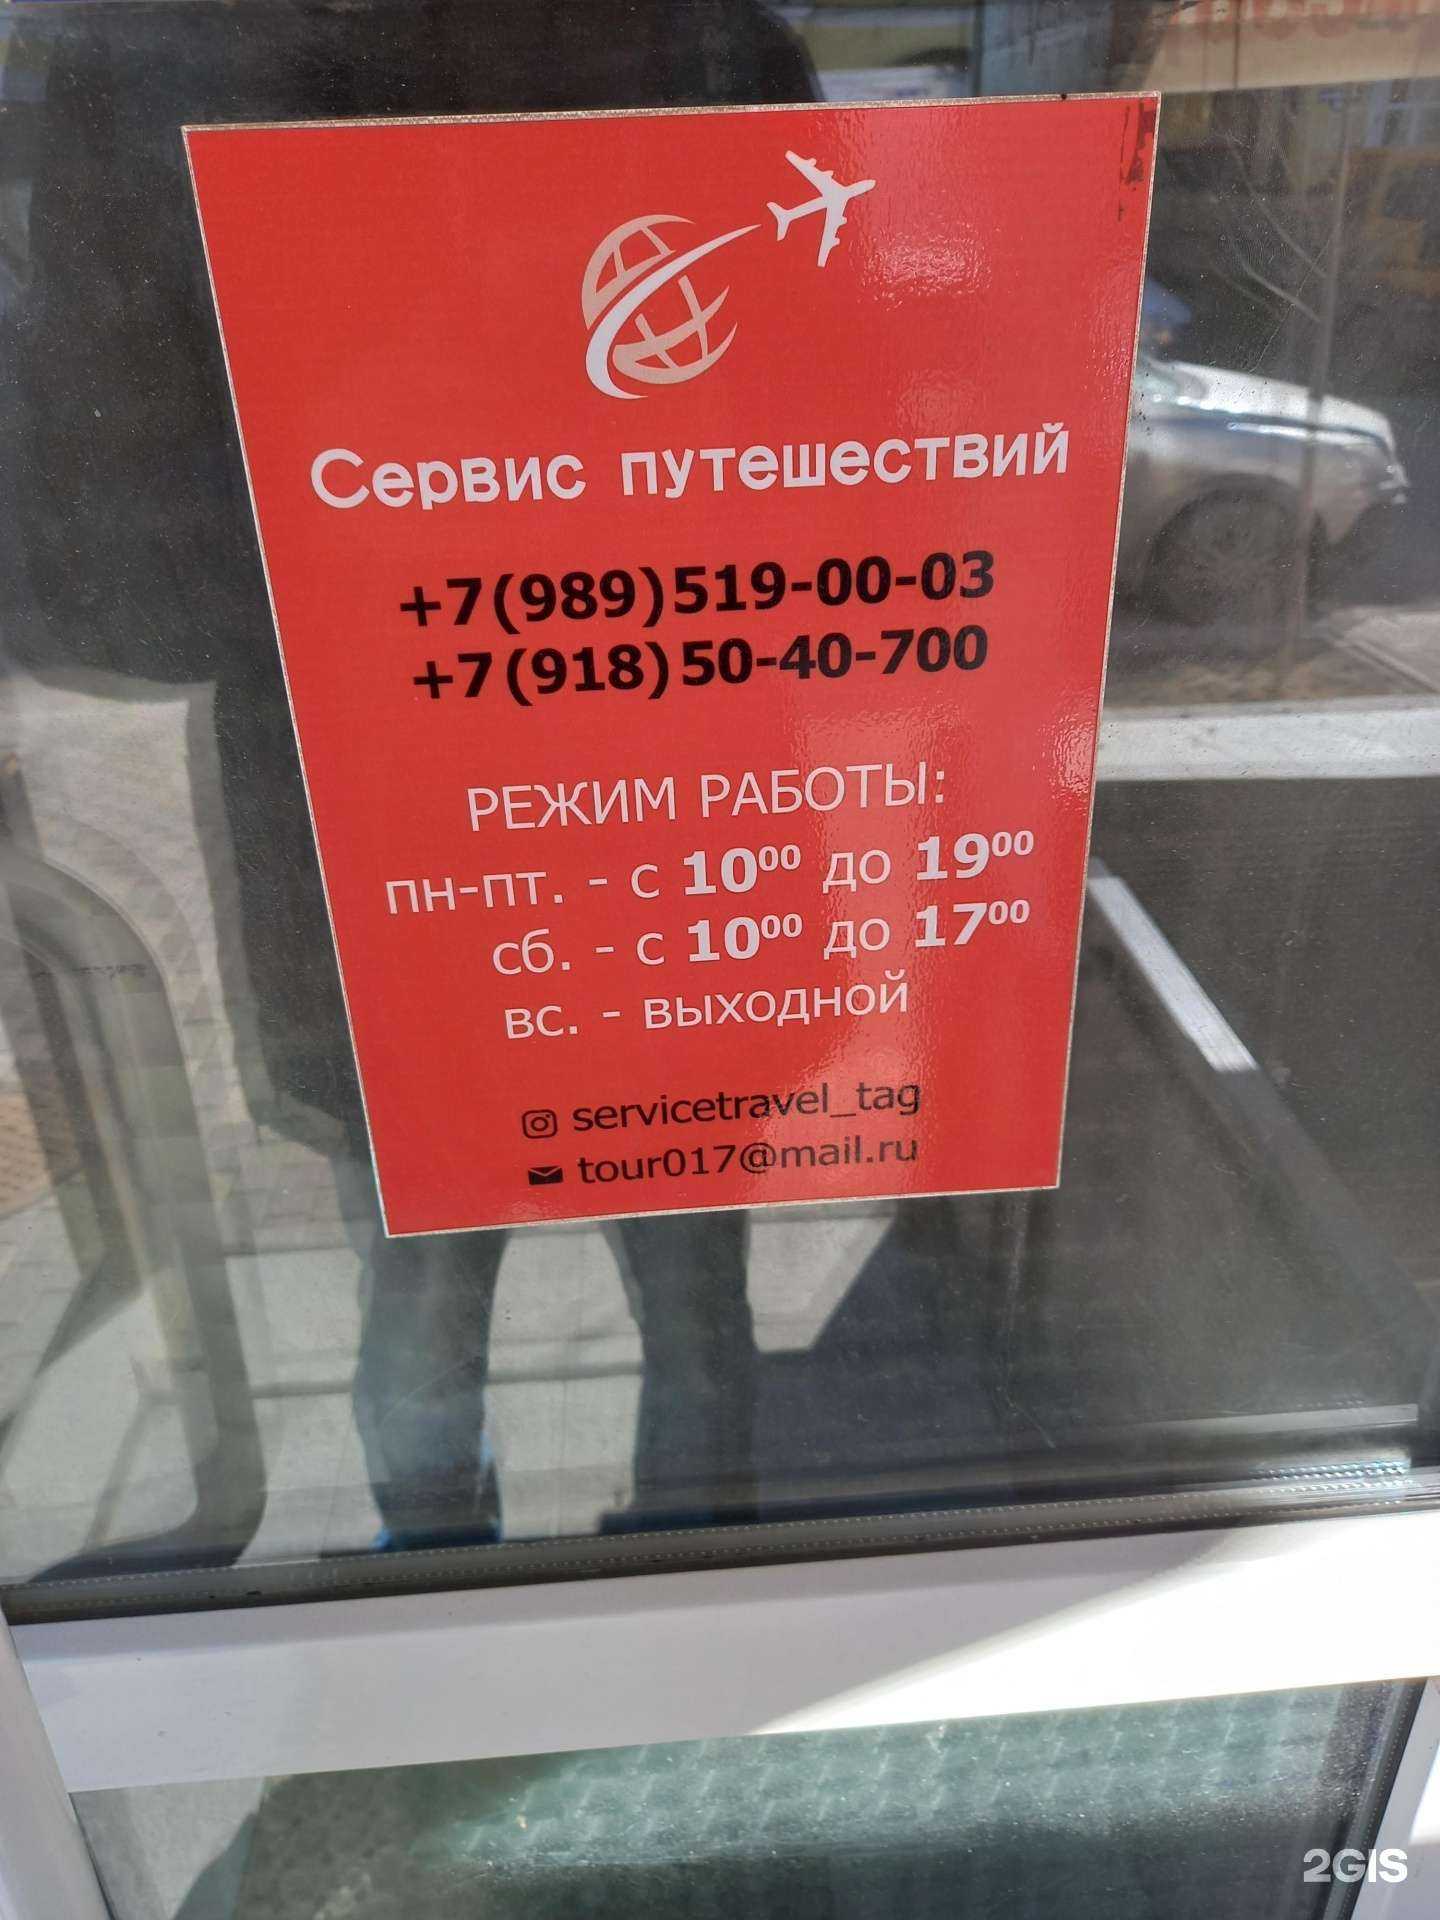 Сервис путешествий
+7(989)519-00-03
+7(918)50-40-700
РЕЖИМ РАБОТЫ:
пн-пт. - с 10⁰⁰ до 19⁰⁰
сб. - с 10⁰⁰ до 17⁰⁰
вс. - выходной
servicetravel_tag
tour017@mail.ru
2GIS